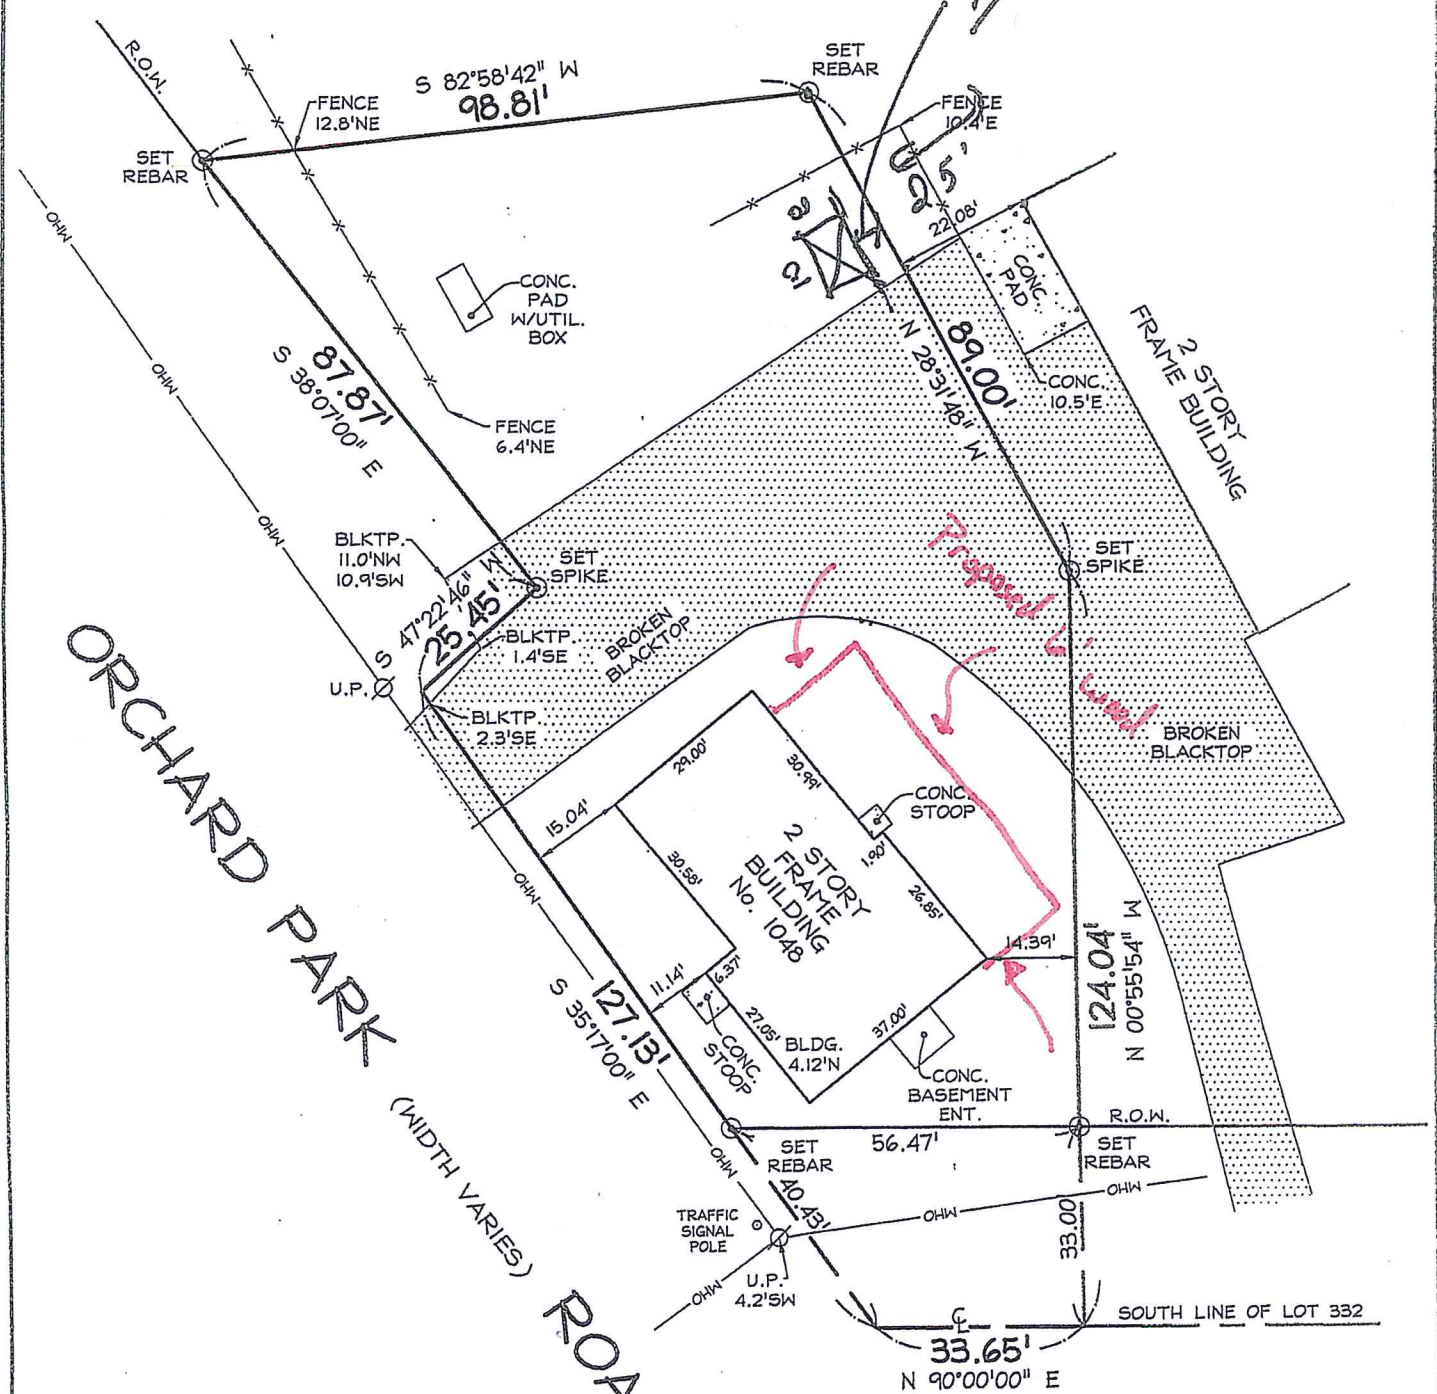 R.O.W.
S 82°58'42" W
98.81'
SET
REBAR
FENCE
12.8'NE
SET
REBAR
FENCE
10.4'E
25'
8'
22.08'
CONC.
PAD
OHW
CONC.
PAD
W/UTIL.
BOX
2 STORY
FRAME BUILDING
87.87'
S 38°07'00" E
OHW
89.00'
N 28°31'48" W
CONC.
10.5'E
FENCE
6.4'NE
OHW
BLKTP.
11.0'NW
10.9'SW
SET
SPIKE
SET
SPIKE
Proposed 6' wood
S 47°22'46" W
25.45'
BLKTP.
1.4'SE
BROKEN
BLACKTOP
U.P.
BLKTP.
2.3'SE
BROKEN
BLACKTOP
29.00'
30.99'
CONC.
STOOP
15.04'
30.58'
1.90'
26.85'
2 STORY
FRAME
BUILDING
No. 1048
OHW
14.39'
11.14'
6.37'
124.04'
N 00°55'54" W
127.13'
S 35°17'00" E
27.05'
37.00'
BLDG.
4.12'N
CONC.
STOOP
CONC.
BASEMENT
ENT.
ORCHARD PARK
(WIDTH VARIES)
R.O.W.
SET
REBAR
56.47'
SET
REBAR
OHW
40.43'
OHW
OHW
TRAFFIC
SIGNAL
POLE
33.00
U.P.
4.2'SW
OHW
SOUTH LINE OF LOT 332
℄
33.65'
N 90°00'00" E